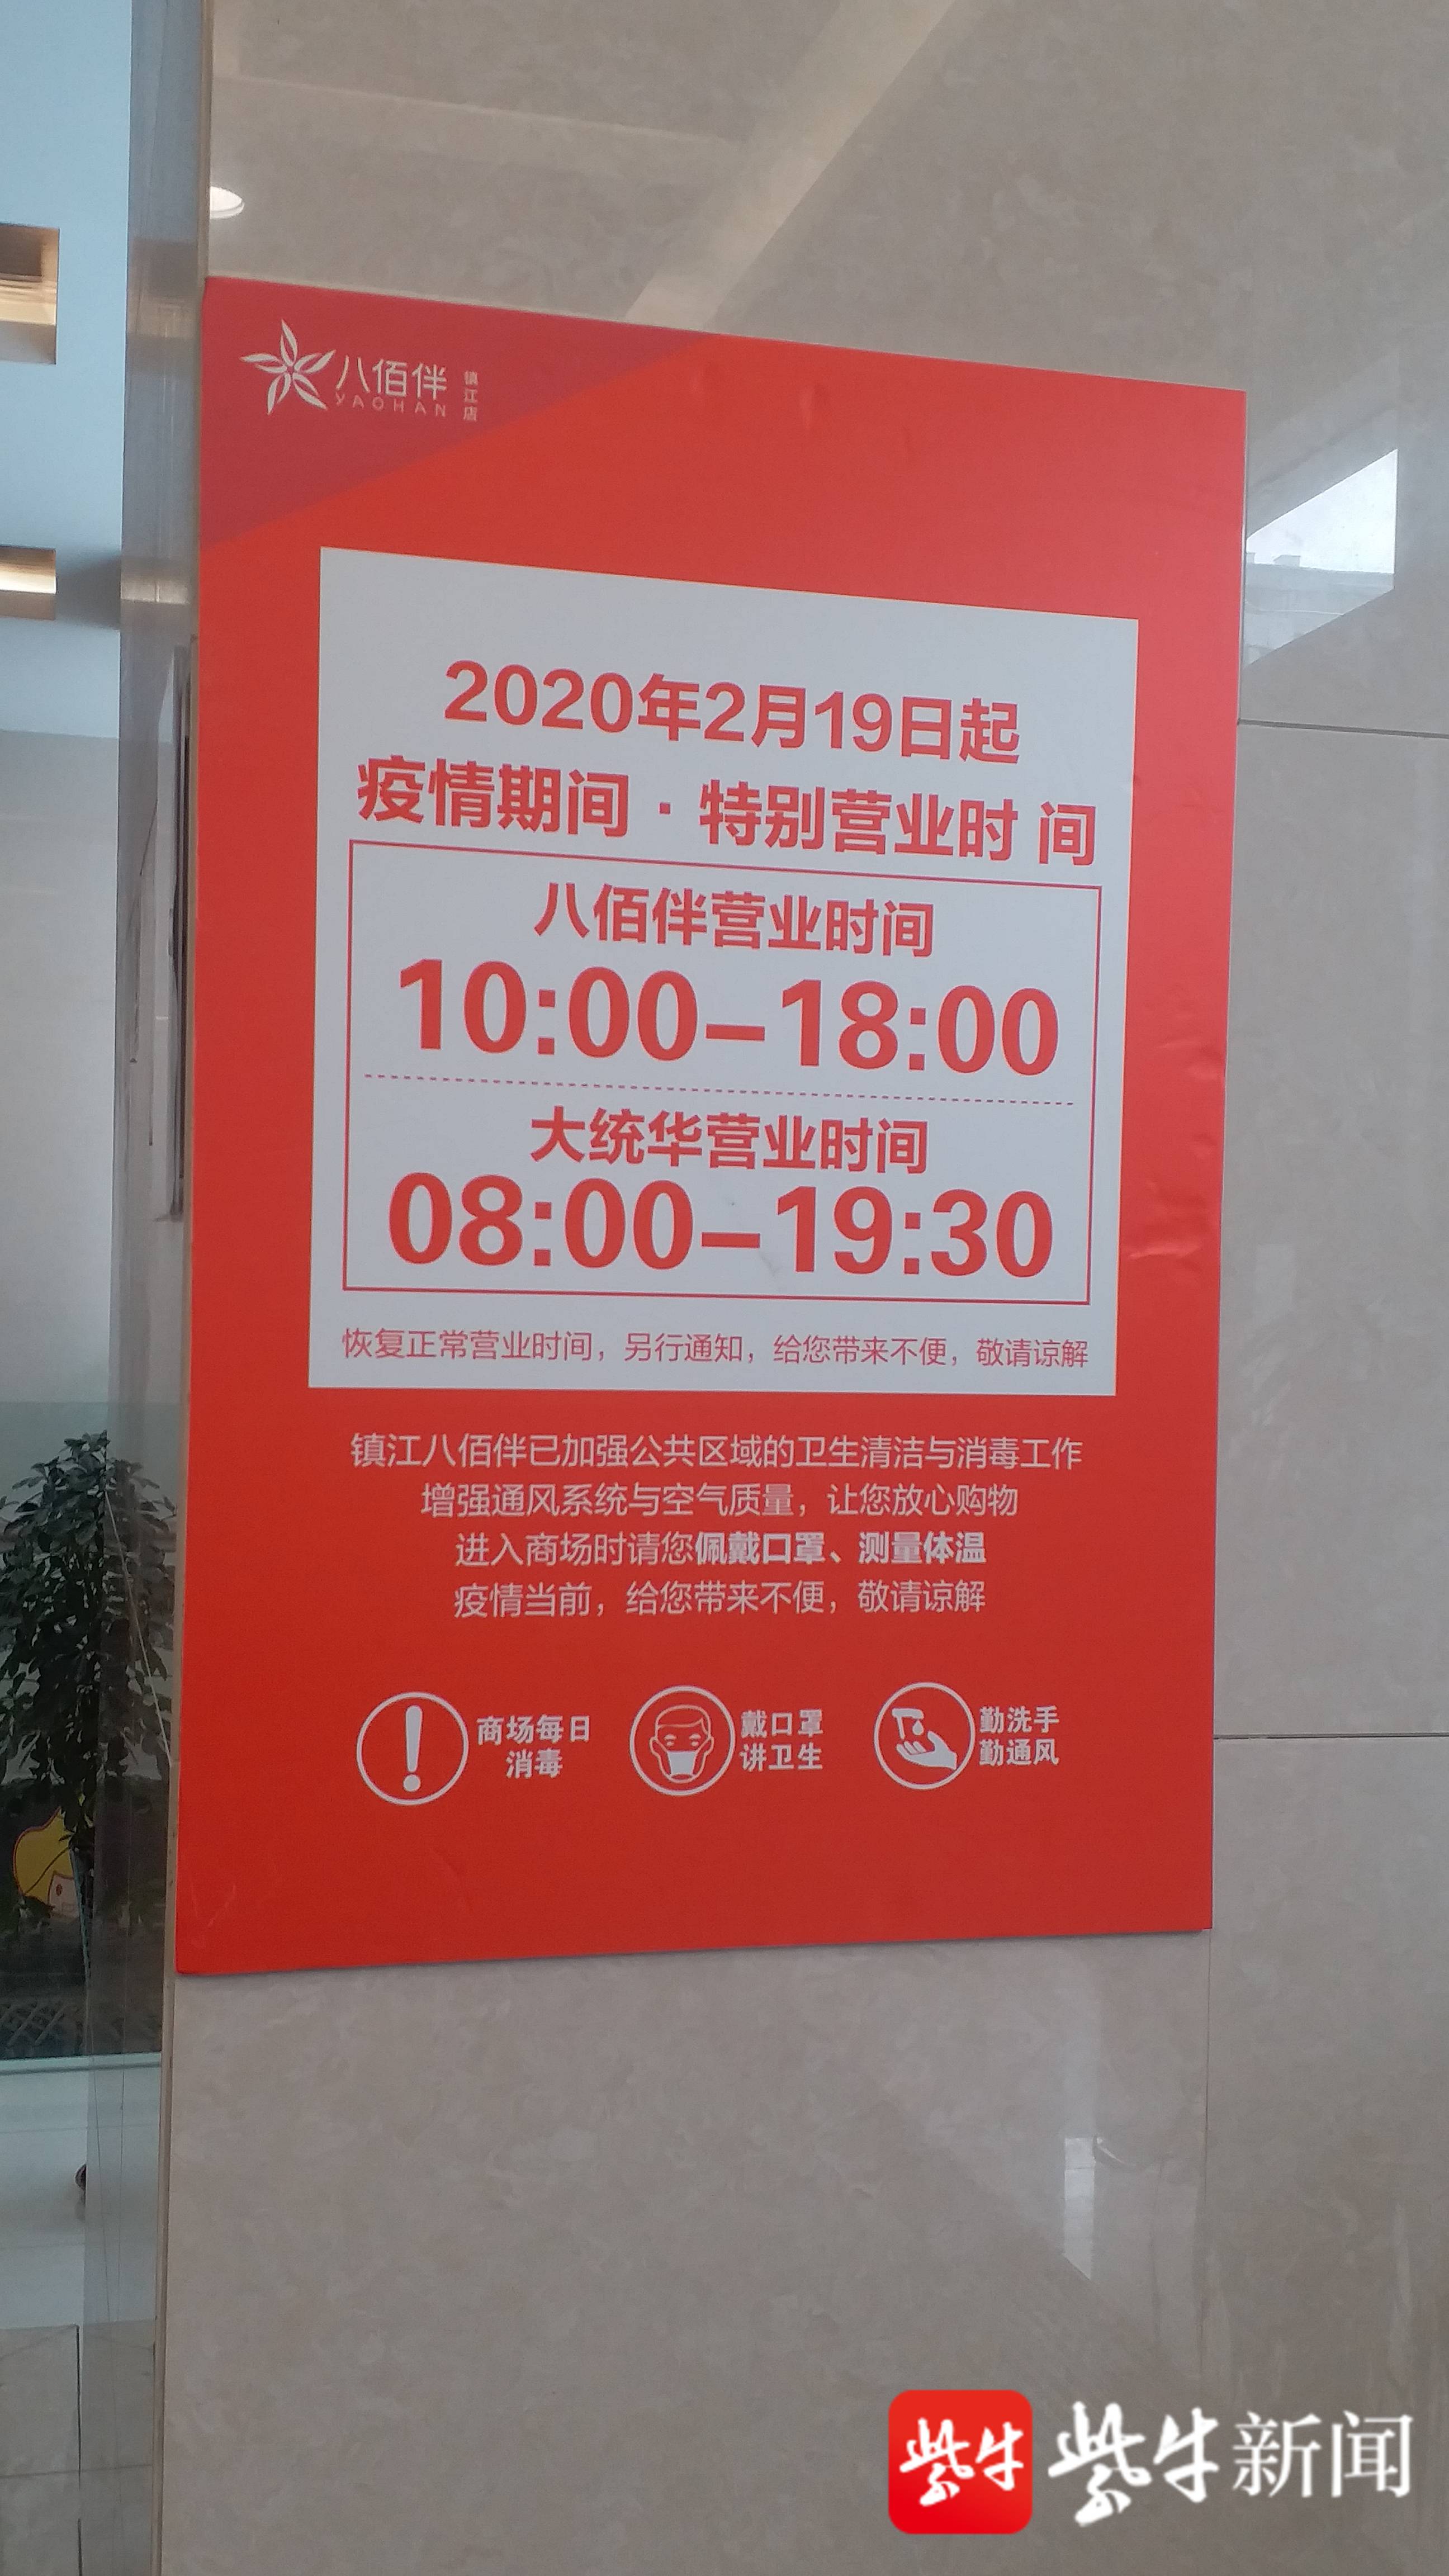 八佰伴
YAOHAN
镇江店
2020年2月19日起
疫情期间·特别营业时 间
八佰伴营业时间
10:00-18:00
大统华营业时间
08:00-19:30
恢复正常营业时间，另行通知，给您带来不便，敬请谅解
镇江八佰伴已加强公共区域的卫生清洁与消毒工作
增强通风系统与空气质量，让您放心购物
进入商场时请您佩戴口罩、测量体温
疫情当前，给您带来不便，敬请谅解
商场每日
消毒
戴口罩
讲卫生
勤洗手
勤通风
紫牛
紫牛新闻